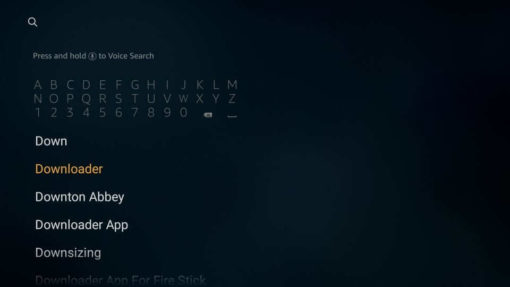 Press and hold to Voice Search
A B C D E F G H I J K L M
N O P Q R S T U V W X Y Z
1 2 3 4 5 6 7 8 9 0
Down
Downloader
Downton Abbey
Downloader App
Downsizing
Downloader App For Fire Stick